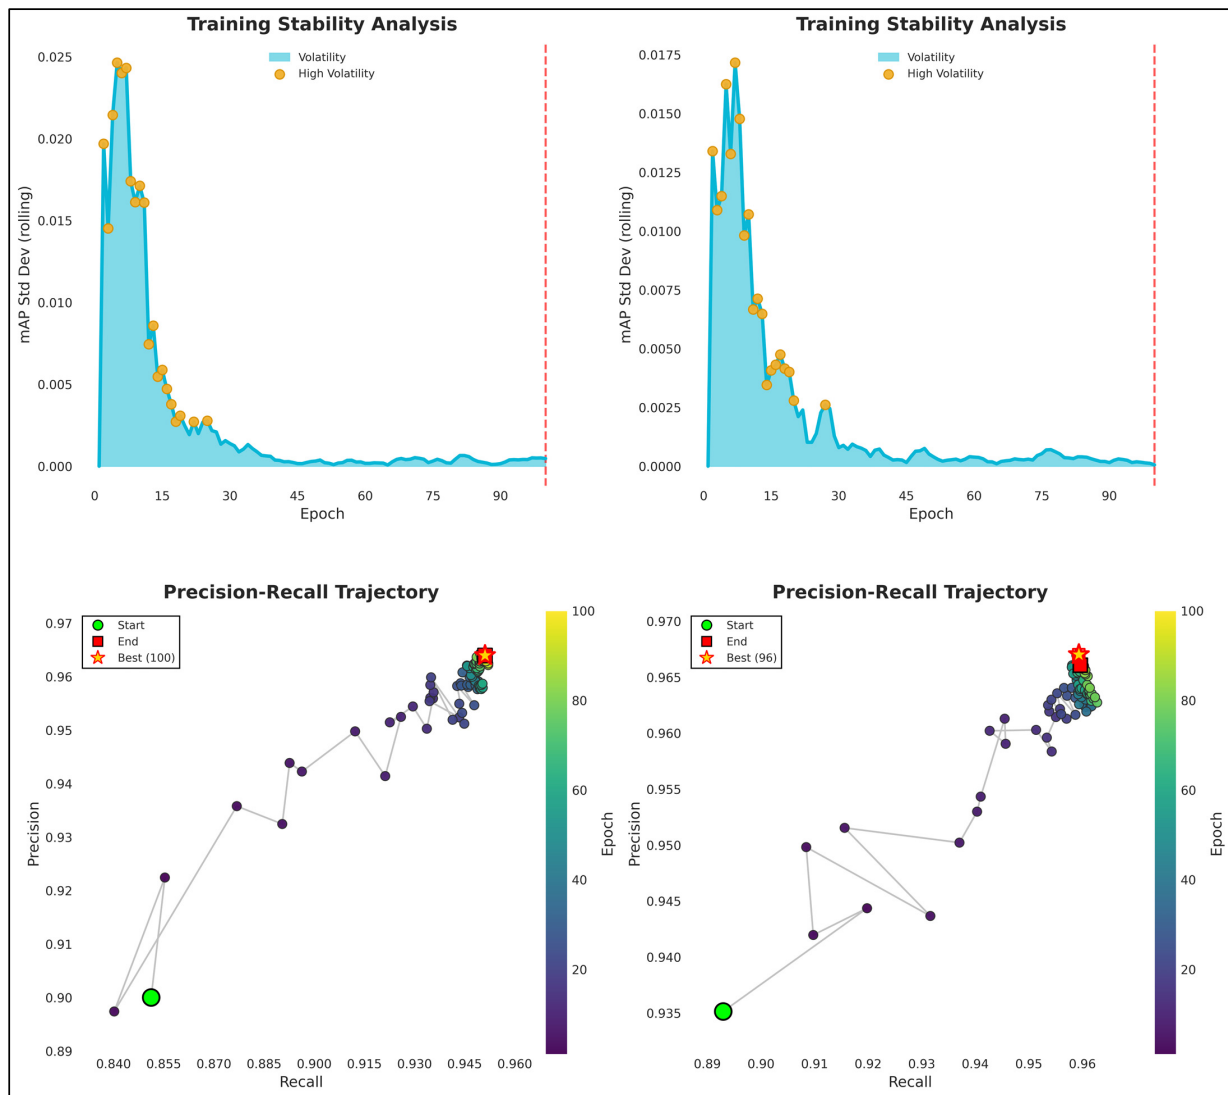 Training Stability Analysis
Volatility
High Volatility
0.025
0.020
0.015
0.010
0.005
0.000
mAP Std Dev (rolling)
0 15 30 45 60 75 90
Epoch
Training Stability Analysis
Volatility
High Volatility
0.0175
0.0150
0.0125
0.0100
0.0075
0.0050
0.0025
0.0000
mAP Std Dev (rolling)
0 15 30 45 60 75 90
Epoch
Precision-Recall Trajectory
Start
End
Best (100)
0.97
0.96
0.95
0.94
0.93
0.92
0.91
0.90
0.89
Precision
0.840 0.855 0.870 0.885 0.900 0.915 0.930 0.945 0.960
Recall
100
80
60
40
20
Epoch
Precision-Recall Trajectory
Start
End
Best (96)
0.970
0.965
0.960
0.955
0.950
0.945
0.940
0.935
Precision
0.89 0.90 0.91 0.92 0.93 0.94 0.95 0.96
Recall
100
80
60
40
20
Epoch